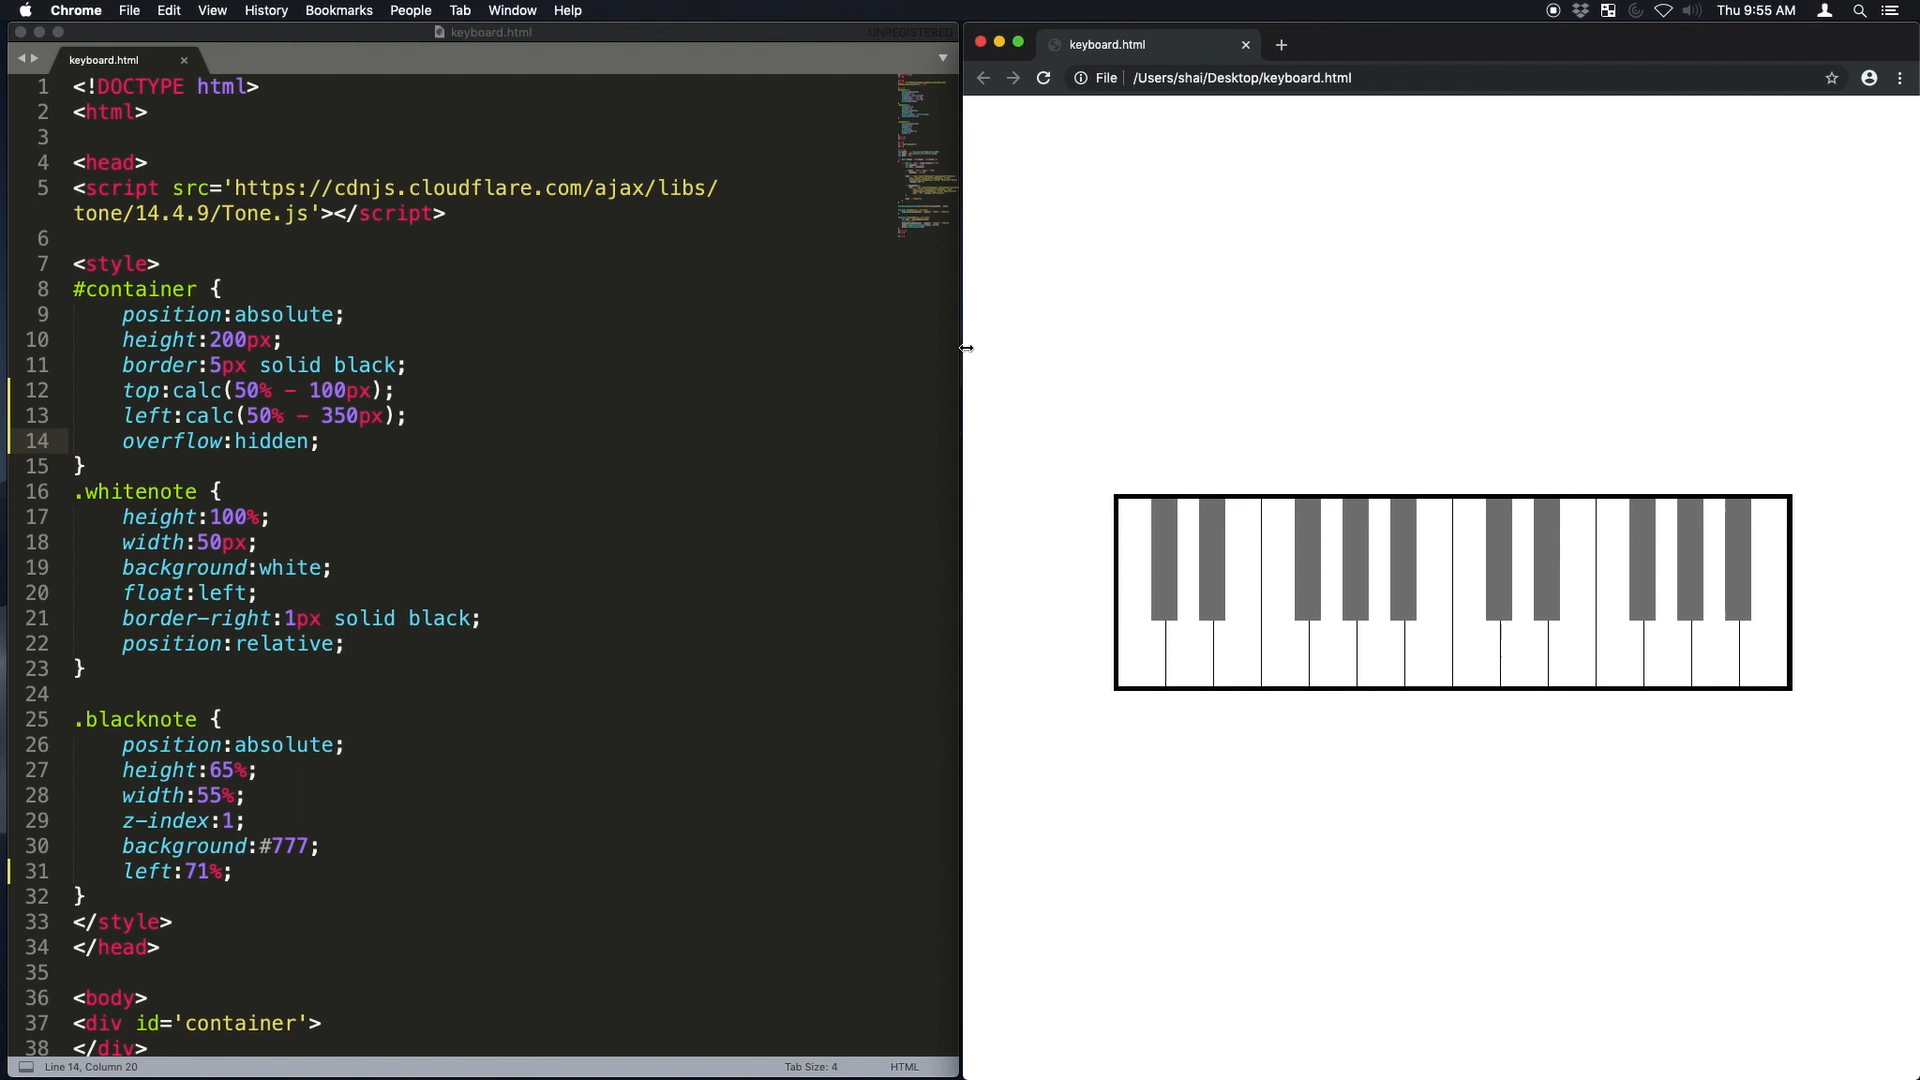 Chrome File Edit View History Bookmarks People Tab Window Help Thu 9:55 AM
keyboard.html UNREGISTERED
keyboard.html
1 <!DOCTYPE html>
2 <html>
3
4 <head>
5 <script src='https://cdnjs.cloudflare.com/ajax/libs/
tone/14.4.9/Tone.js'></script>
6
7 <style>
8 #container {
9 position:absolute;
10 height:200px;
11 border:5px solid black;
12 top:calc(50% - 100px);
13 left:calc(50% - 350px);
14 overflow:hidden;
15 }
16 .whitenote {
17 height:100%;
18 width:50px;
19 background:white;
20 float:left;
21 border-right:1px solid black;
22 position:relative;
23 }
24
25 .blacknote {
26 position:absolute;
27 height:65%;
28 width:55%;
29 z-index:1;
30 background:#777;
31 left:71%;
32 }
33 </style>
34 </head>
35
36 <body>
37 <div id='container'>
38 </div>
Line 14, Column 20 Tab Size: 4 HTML
keyboard.html
File /Users/shai/Desktop/keyboard.html